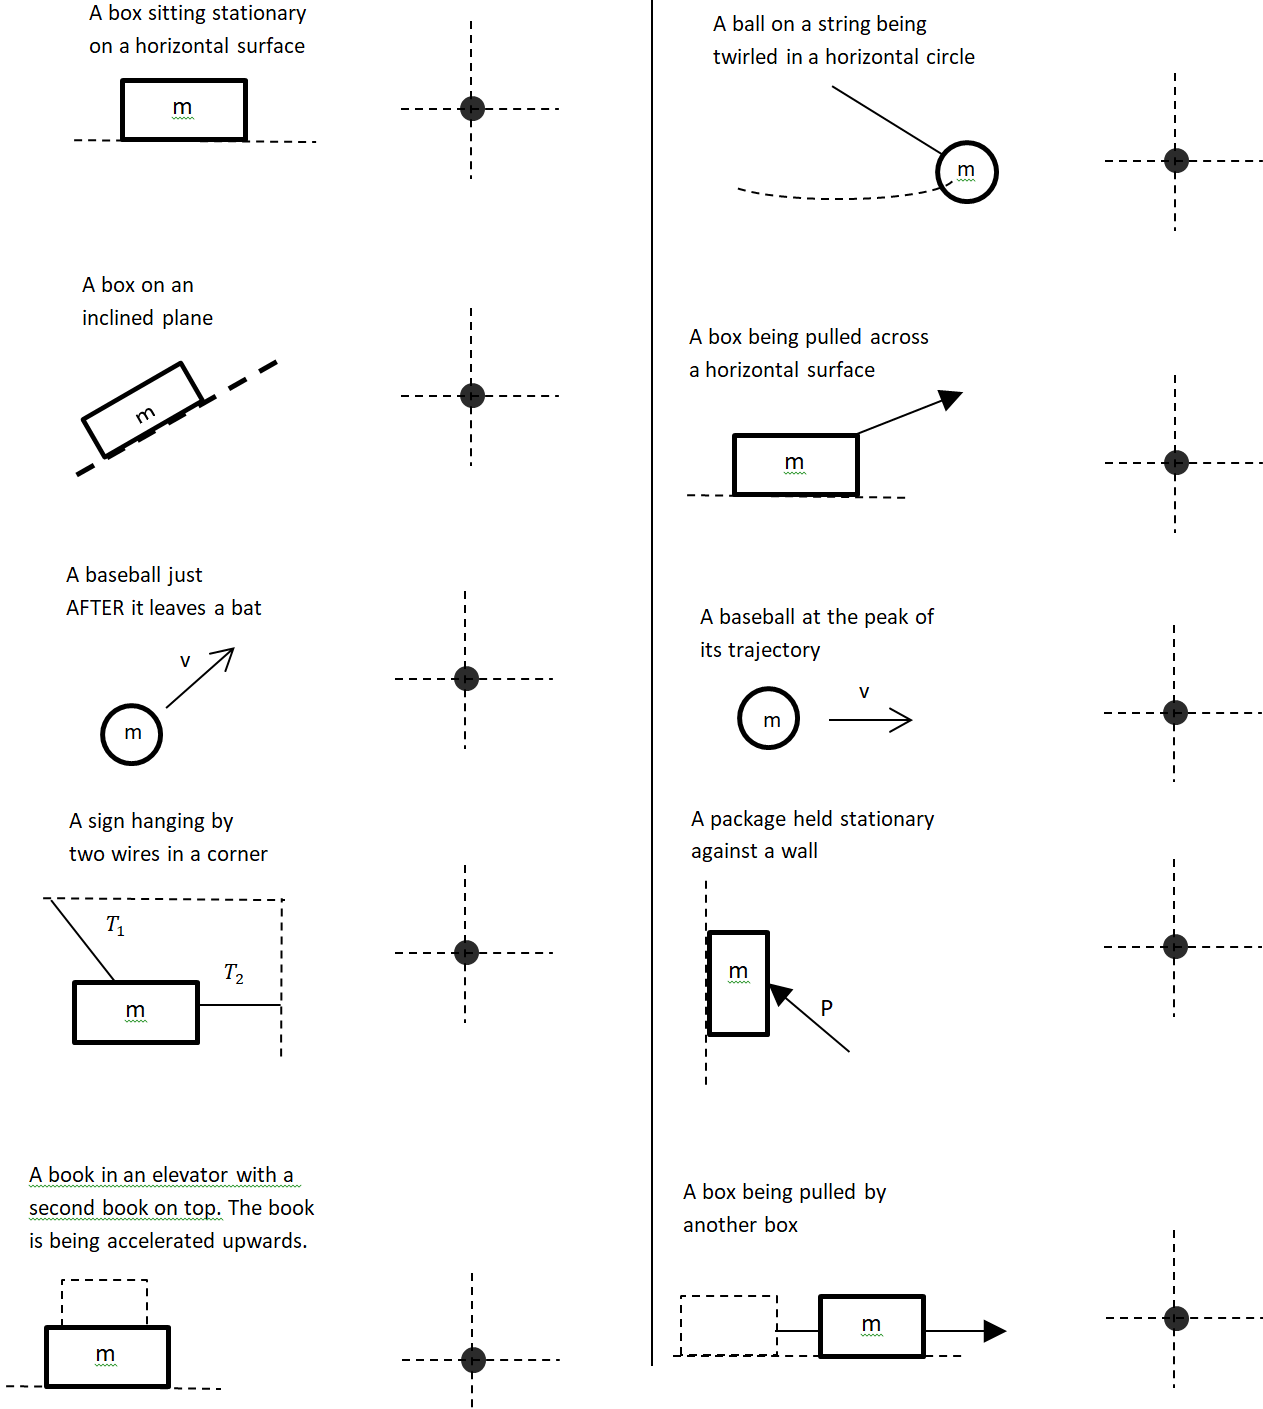 A box sitting stationary
on a horizontal surface
m
A box on an
inclined plane
m
A baseball just
AFTER it leaves a bat
v
m
A sign hanging by
two wires in a corner
T₁
T₂
m
A book in an elevator with a
second book on top. The book
is being accelerated upwards.
m
A ball on a string being
twirled in a horizontal circle
m
A box being pulled across
a horizontal surface
m
A baseball at the peak of
its trajectory
v
m
A package held stationary
against a wall
m
P
A box being pulled by
another box
m